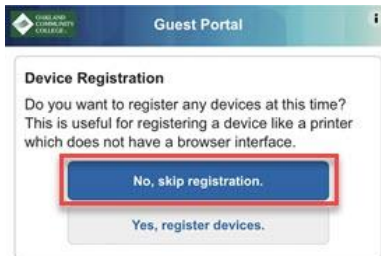 OAKLAND
COMMUNITY
COLLEGE
Guest Portal
Device Registration
Do you want to register any devices at this time?
This is useful for registering a device like a printer
which does not have a browser interface.
No, skip registration.
Yes, register devices.